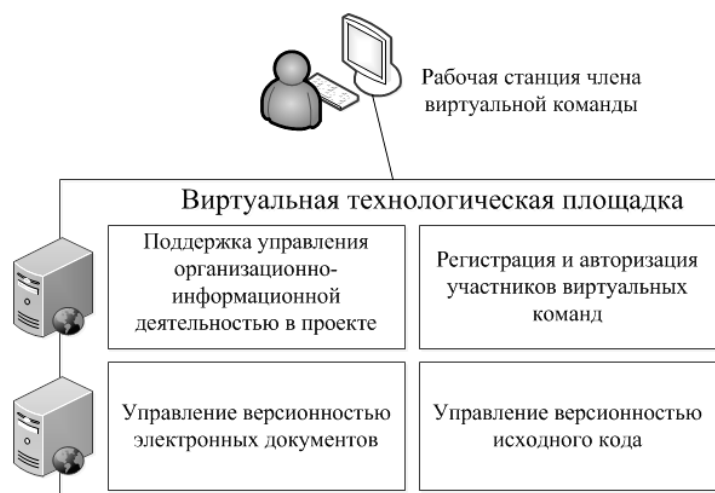 Рабочая станция члена
виртуальной команды
Виртуальная технологическая площадка
Поддержка управления
организационно-
информационной
деятельностью в проекте
Регистрация и авторизация
участников виртуальных
команд
Управление версионностью
электронных документов
Управление версионностью
исходного кода